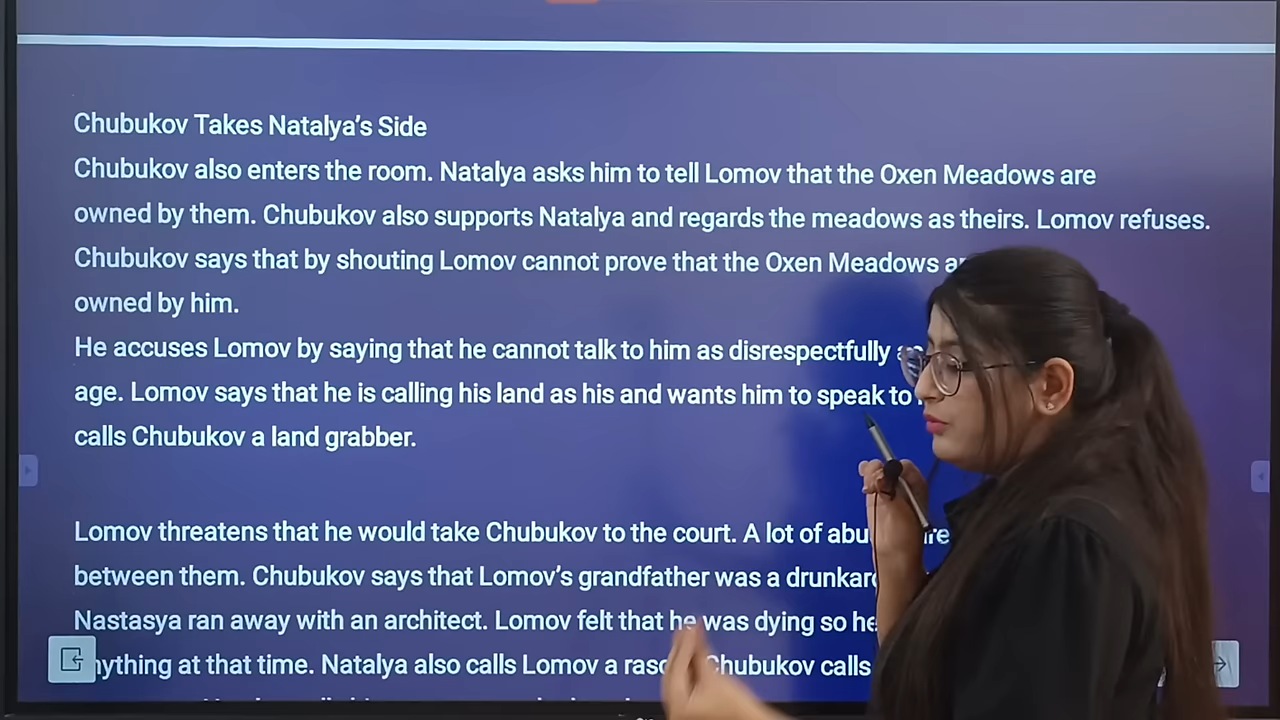 Chubukov Takes Natalya's Side
Chubukov also enters the room. Natalya asks him to tell Lomov that the Oxen Meadows are
owned by them. Chubukov also supports Natalya and regards the meadows as theirs. Lomov refuses.
Chubukov says that by shouting Lomov cannot prove that the Oxen Meadows
owned by him.
He accuses Lomov by saying that he cannot talk to him as disrespectfully
age. Lomov says that he is calling his land as his and wants him to speak to
calls Chubukov a land grabber.
Lomov threatens that he would take Chubukov to the court. A lot of
between them. Chubukov says that Lomov's grandfather was a
Nastasya ran away with an architect. Lomov felt that he was dying so he
at that time. Natalya also calls Lomov a Chubukov calls